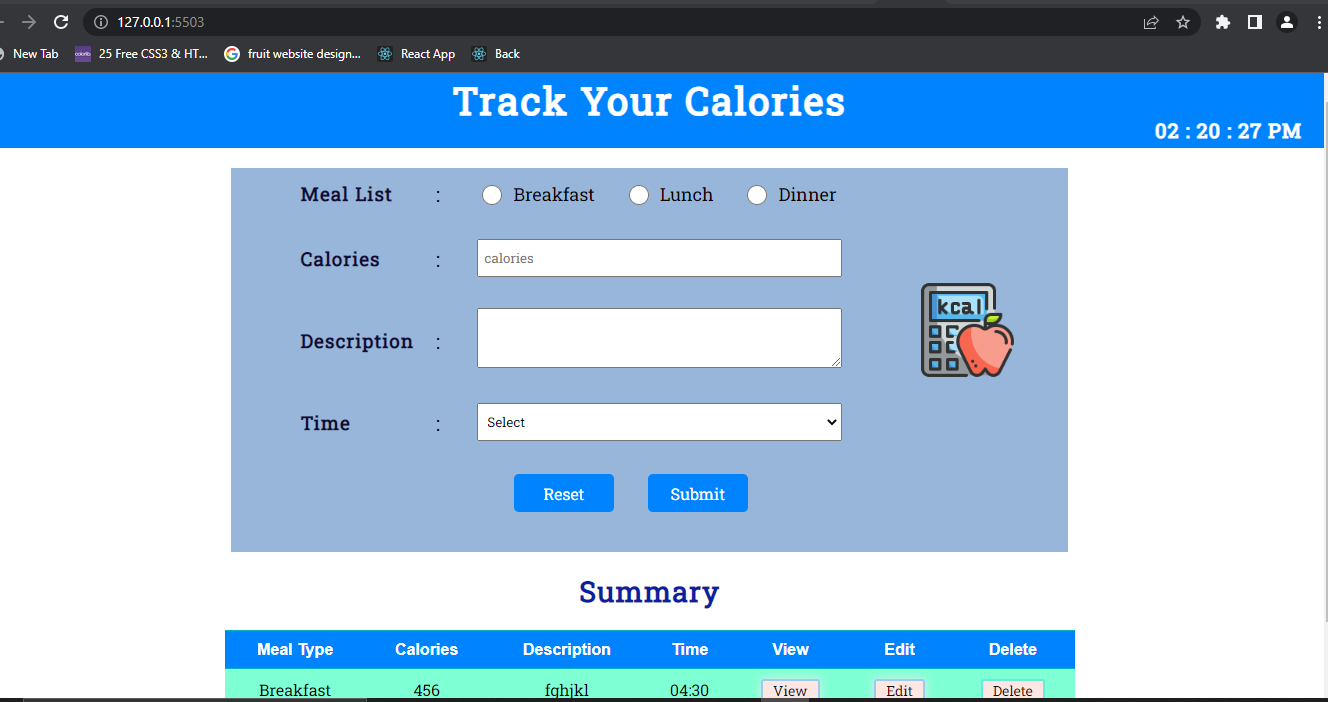 127.0.0.1:5503
New Tab 25 Free CSS3 & HT... fruit website design... React App Back
Track Your Calories
02 : 20 : 27 PM
Meal List : Breakfast Lunch Dinner
Calories : calories
kcal
Description :
Time : Select
Reset Submit
Summary
Meal Type Calories Description Time View Edit Delete
Breakfast 456 fghjkl 04:30 View Edit Delete